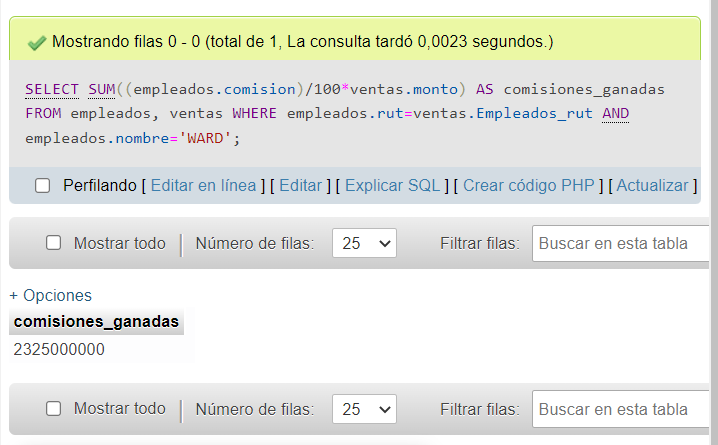 Mostrando filas 0 - 0 (total de 1, La consulta tardó 0,0023 segundos.)
SELECT SUM((empleados.comision)/100*ventas.monto) AS comisiones_ganadas
FROM empleados, ventas WHERE empleados.rut=ventas.Empleados_rut AND
empleados.nombre='WARD';
Perfilando [ Editar en línea ] [ Editar ] [ Explicar SQL ] [ Crear código PHP ] [ Actualizar ]
Mostrar todo | Número de filas: 25 Filtrar filas: Buscar en esta tabla
+ Opciones
comisiones_ganadas
2325000000
Mostrar todo | Número de filas: 25 Filtrar filas: Buscar en esta tabla